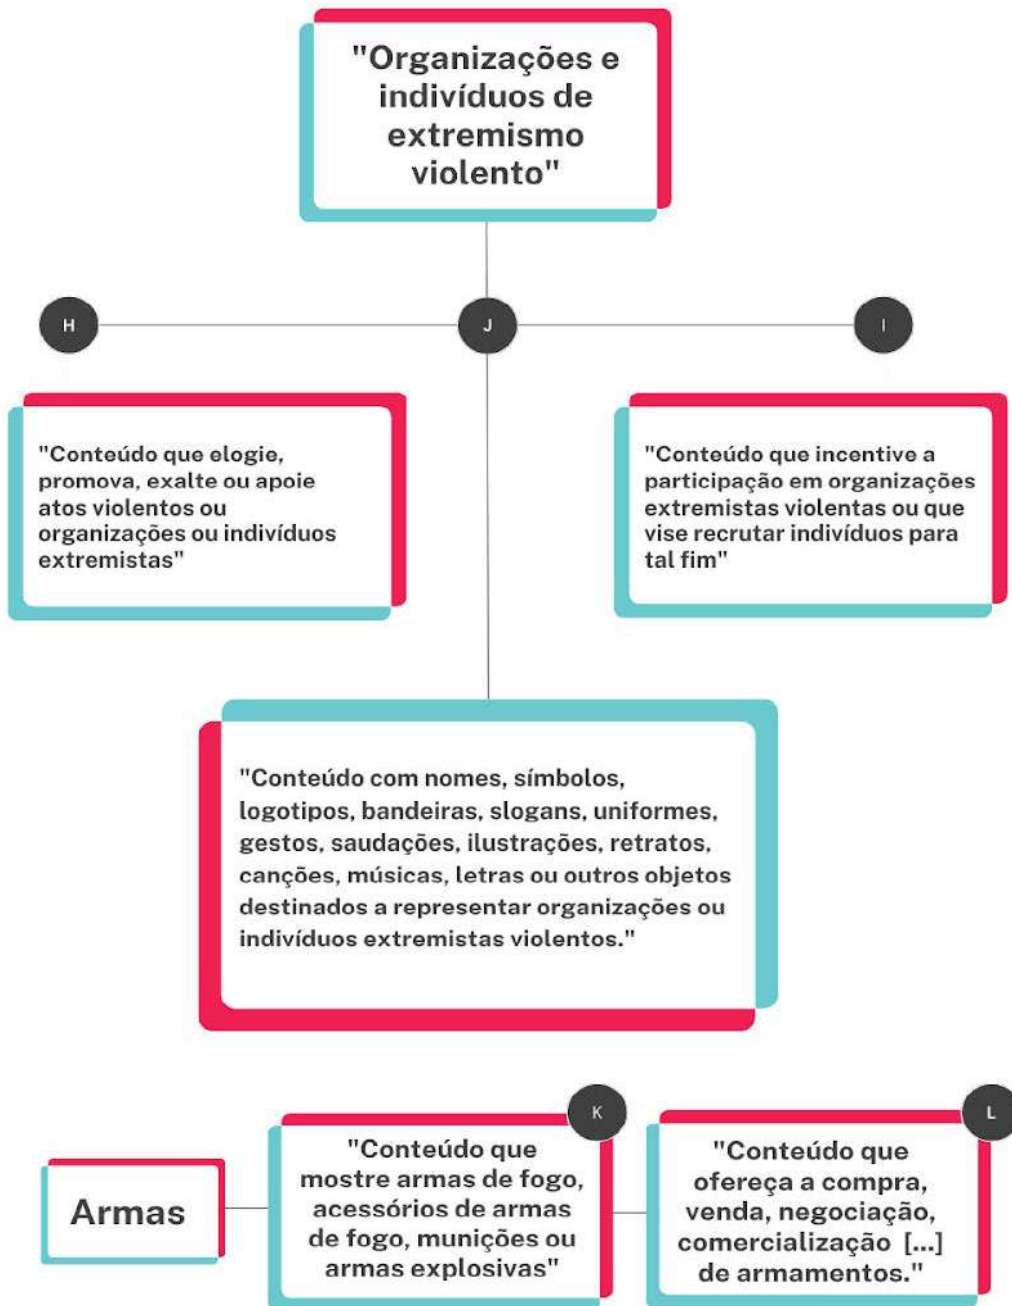 "Organizações e
indivíduos de
extremismo
violento"
H
J
I
"Conteúdo que elogie,
promova, exalte ou apoie
atos violentos ou
organizações ou indivíduos
extremistas"
"Conteúdo que incentive a
participação em organizações
extremistas violentas ou que
vise recrutar indivíduos para
tal fim"
"Conteúdo com nomes, símbolos,
logotipos, bandeiras, slogans, uniformes,
gestos, saudações, ilustrações, retratos,
canções, músicas, letras ou outros objetos
destinados a representar organizações ou
indivíduos extremistas violentos."
Armas
K
"Conteúdo que
mostre armas de fogo,
acessórios de armas
de fogo, munições ou
armas explosivas"
L
"Conteúdo que
ofereça a compra,
venda, negociação,
comercialização [...]
de armamentos."